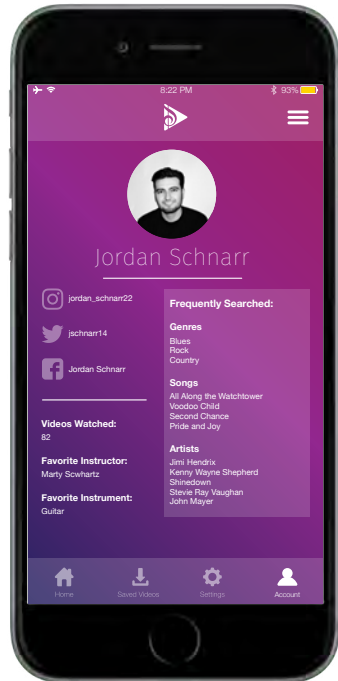 8:22 PM
93%
Jordan Schnarr
jordan_schnarr22
jschnarr14
Jordan Schnarr
Videos Watched:
82
Favorite Instructor:
Marty Scwhartz
Favorite Instrument:
Guitar
Frequently Searched:
Genres
Blues
Rock
Country
Songs
All Along the Watchtower
Voodoo Child
Second Chance
Pride and Joy
Artists
Jimi Hendrix
Kenny Wayne Shepherd
Shinedown
Stevie Ray Vaughan
John Mayer
Home
Saved Videos
Settings
Account